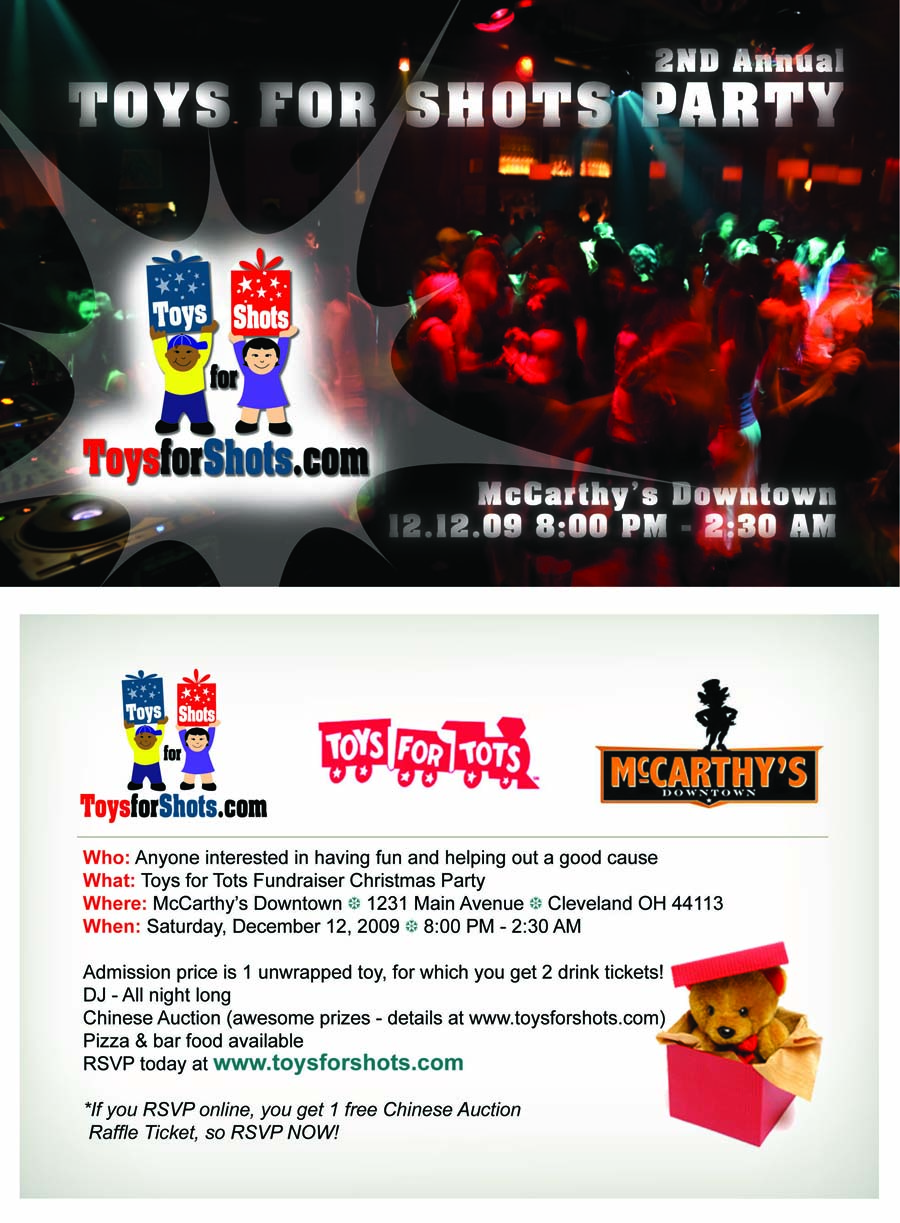 2ND Annual
TOYS FOR SHOTS PARTY
Toys
Shots
for
ToysforShots.com
McCarthy's Downtown
12.12.09 8:00 PM - 2:30 AM
Toys
Shots
for
ToysforShots.com
TOYS FOR TOTS
McCARTHY'S
DOWNTOWN
Who: Anyone interested in having fun and helping out a good cause
What: Toys for Tots Fundraiser Christmas Party
Where: McCarthy's Downtown ❄ 1231 Main Avenue ❄ Cleveland OH 44113
When: Saturday, December 12, 2009 ❄ 8:00 PM - 2:30 AM
Admission price is 1 unwrapped toy, for which you get 2 drink tickets!
DJ - All night long
Chinese Auction (awesome prizes - details at www.toysforshots.com)
Pizza & bar food available
RSVP today at www.toysforshots.com
*If you RSVP online, you get 1 free Chinese Auction
Raffle Ticket, so RSVP NOW!